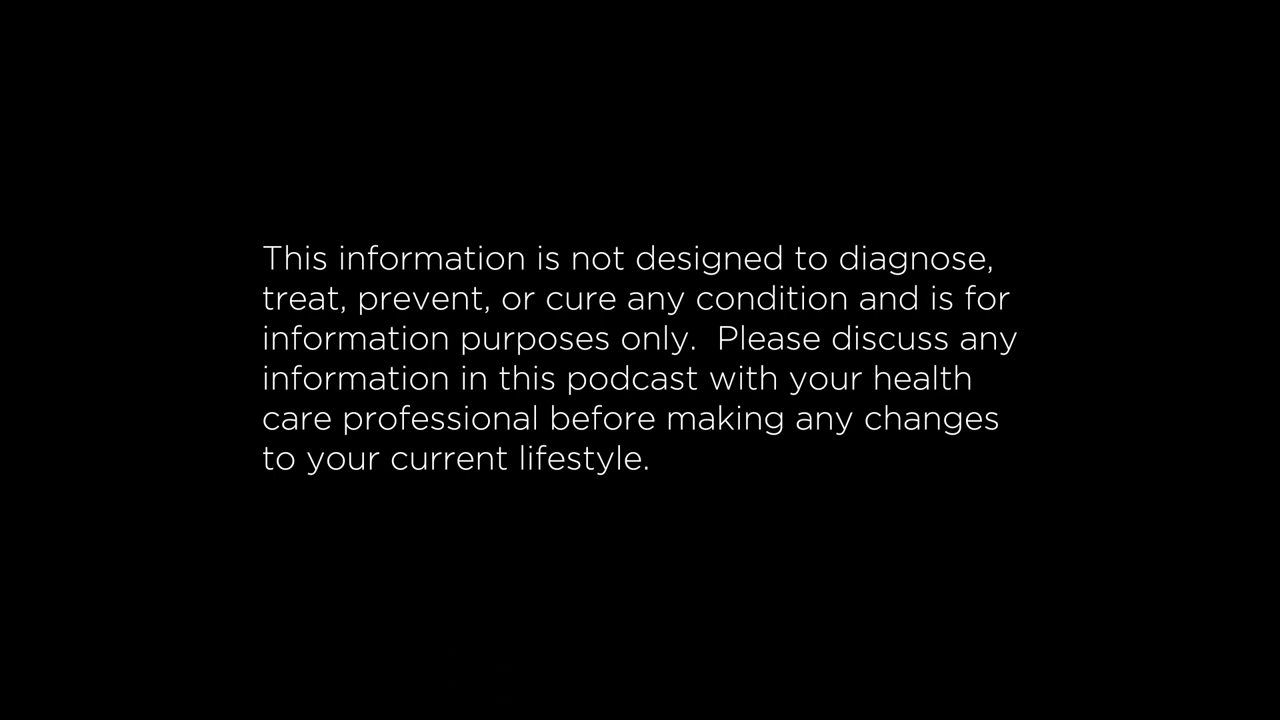 This information is not designed to diagnose,
treat, prevent, or cure any condition and is for
information purposes only.  Please discuss any
information in this podcast with your health
care professional before making any changes
to your current lifestyle.